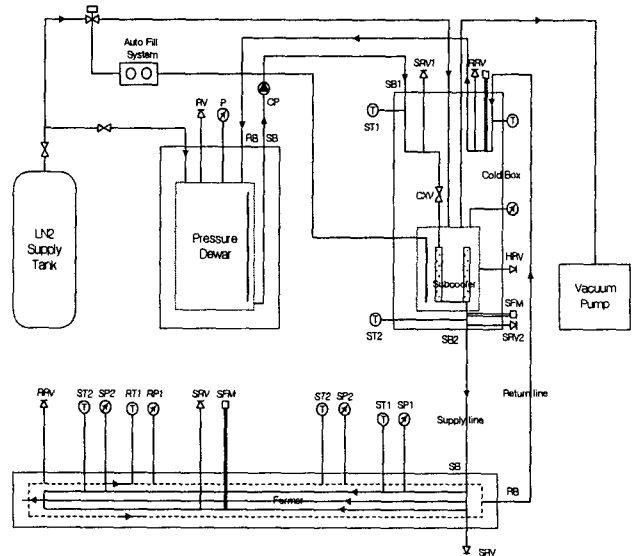 Auto Fill
System
RV
P
CP
RB
SB
SB1
SRV1
RRV
ST1
T
Cold Box
CXV
LN2
Supply
Tank
Pressure
Dewar
Subcooler
HRV
SFM
SRV2
ST2
T
SB2
Vacuum
Pump
Return line
Supply line
RRV
ST2
SP2
RT1
RP1
SRV
SFM
ST2
SP2
ST1
SP1
T
T
T
T
SB
RB
Former
SRV